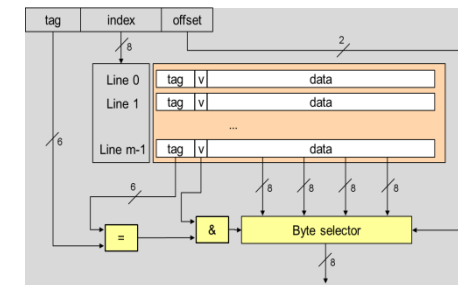 tag index offset
8
2
Line 0 tag v data
Line 1 tag v data
...
Line m-1 tag v data
6
6
8 8 8 8
= & Byte selector
8